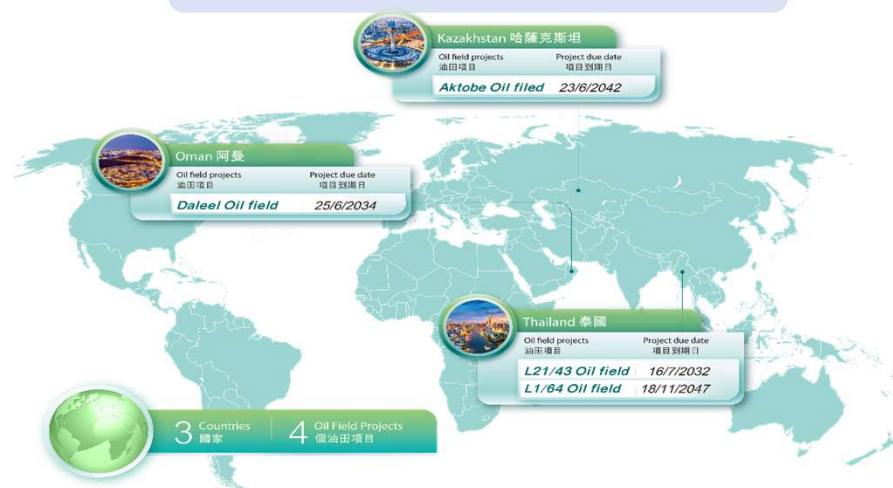 Kazakhstan 哈薩克斯坦
Oil field projects Project due date
油田項目 項目到期日
Aktobe Oil filed 23/6/2042
Oman 阿曼
Oil field projects Project due date
油田項目 項目到期日
Daleel Oil field 25/6/2034
Thailand 泰國
Oil field projects Project due date
油田項目 項目到期日
L21/43 Oil field 16/7/2032
L1/64 Oil field 18/11/2047
3 Countries 4 Oil Field Projects
國家 個油田項目